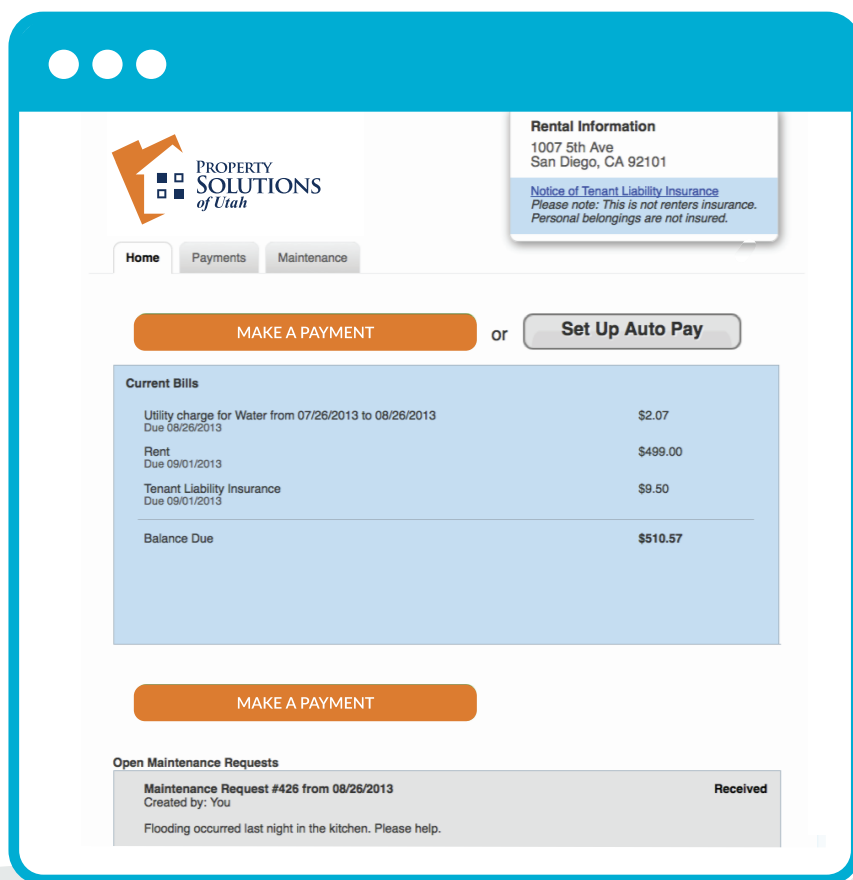 PROPERTY
SOLUTIONS
of Utah
Rental Information
1007 5th Ave
San Diego, CA 92101
Notice of Tenant Liability Insurance
Please note: This is not renters insurance.
Personal belongings are not insured.
Home Payments Maintenance
MAKE A PAYMENT or Set Up Auto Pay
Current Bills
Utility charge for Water from 07/26/2013 to 08/26/2013 $2.07
Due 08/26/2013
Rent $499.00
Due 09/01/2013
Tenant Liability Insurance $9.50
Due 09/01/2013
Balance Due $510.57
MAKE A PAYMENT
Open Maintenance Requests
Maintenance Request #426 from 08/26/2013 Received
Created by: You
Flooding occurred last night in the kitchen. Please help.